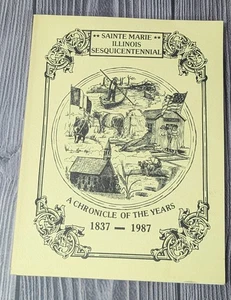 ** SAINTE MARIE **
ILLINOIS
SESQUICENTENNIAL
A CHRONICLE OF THE YEARS
1837 — 1987